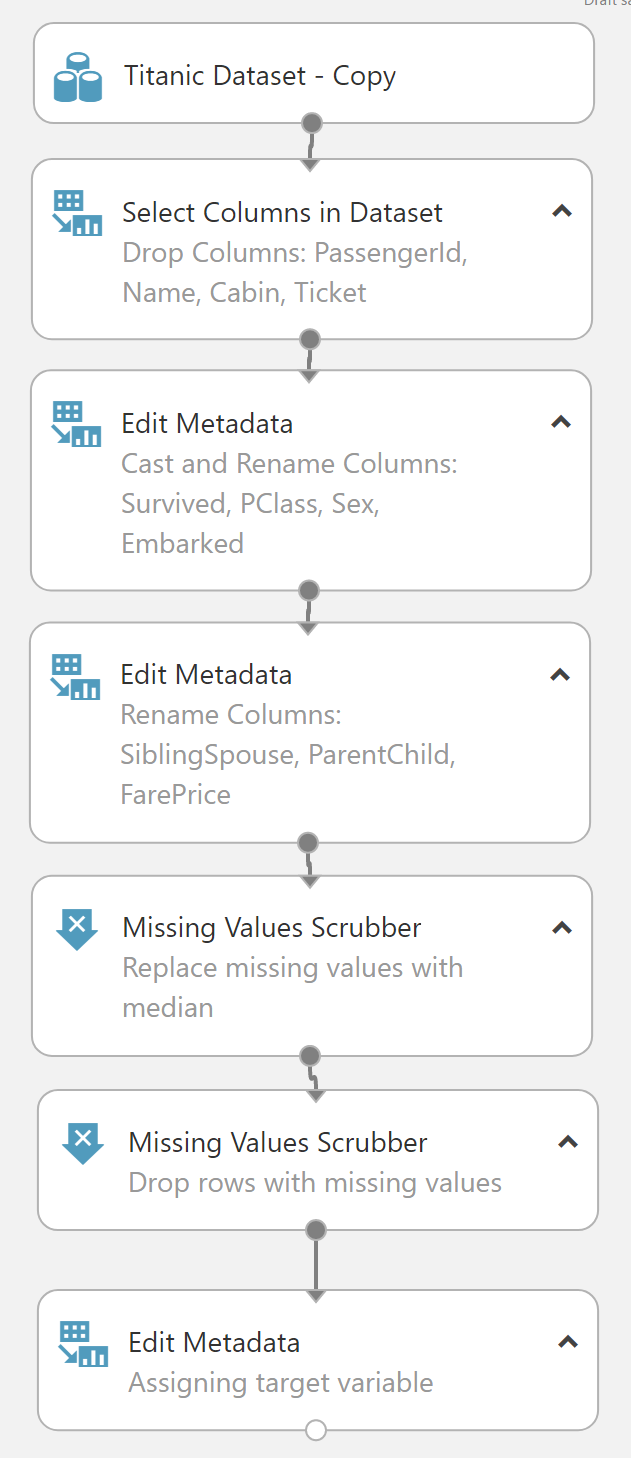 Draft sa
Titanic Dataset - Copy
Select Columns in Dataset
Drop Columns: PassengerId,
Name, Cabin, Ticket
Edit Metadata
Cast and Rename Columns:
Survived, PClass, Sex,
Embarked
Edit Metadata
Rename Columns:
SiblingSpouse, ParentChild,
FarePrice
Missing Values Scrubber
Replace missing values with
median
Missing Values Scrubber
Drop rows with missing values
Edit Metadata
Assigning target variable